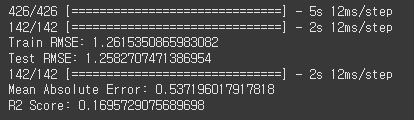 426/426 [==============================] - 5s 12ms/step
142/142 [==============================] - 2s 12ms/step
Train RMSE: 1.2615350865983082
Test RMSE: 1.2582707471386954
142/142 [==============================] - 2s 12ms/step
Mean Absolute Error: 0.537196017917818
R2 Score: 0.1695729075689698